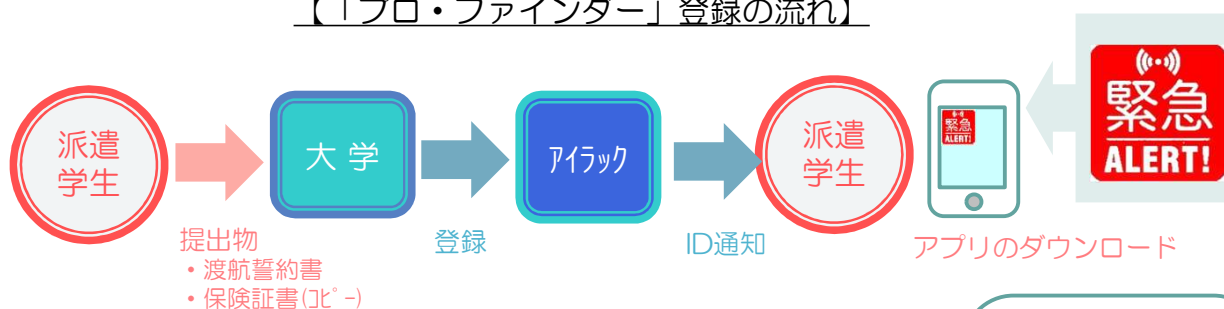 【「プロ・ファインダー」登録の流れ】
派遣
学生
大 学
ｱｲﾗｯｸ
派遣
学生
緊急
ALERT!
緊急
ALERT!
提出物
・渡航誓約書
・保険証書(ｺﾋﾟｰ)
登録
ID通知
アプリのダウンロード